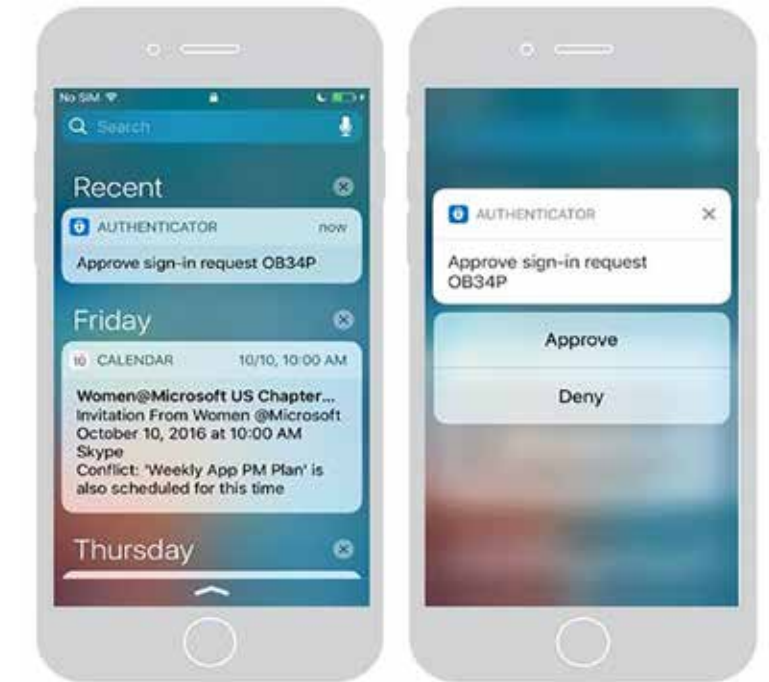 No SIM
Search
Recent
AUTHENTICATOR now
Approve sign-in request OB34P
Friday
10 CALENDAR 10/10, 10:00 AM
Women@Microsoft US Chapter...
Invitation From Women @Microsoft
October 10, 2016 at 10:00 AM
Skype
Conflict: 'Weekly App PM Plan' is
also scheduled for this time
Thursday
AUTHENTICATOR
Approve sign-in request
OB34P
Approve
Deny